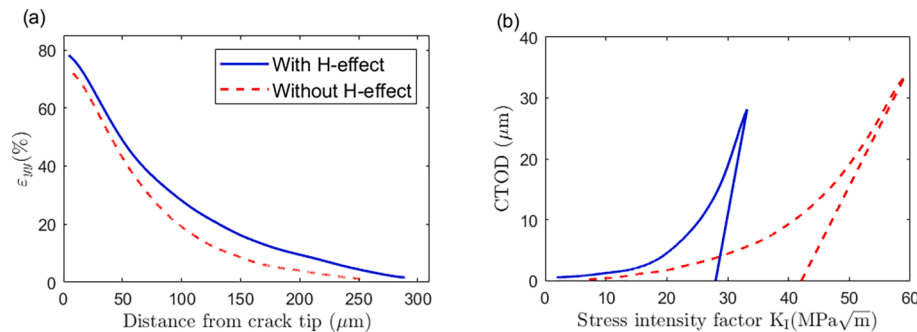 (a)
80
60
40
20
0
ε_yy(%)
With H-effect
Without H-effect
0 50 100 150 200 250 300
Distance from crack tip (μm)
(b)
40
30
20
10
0
CTOD (μm)
0 10 20 30 40 50 60
Stress intensity factor K_I(MPa√m)